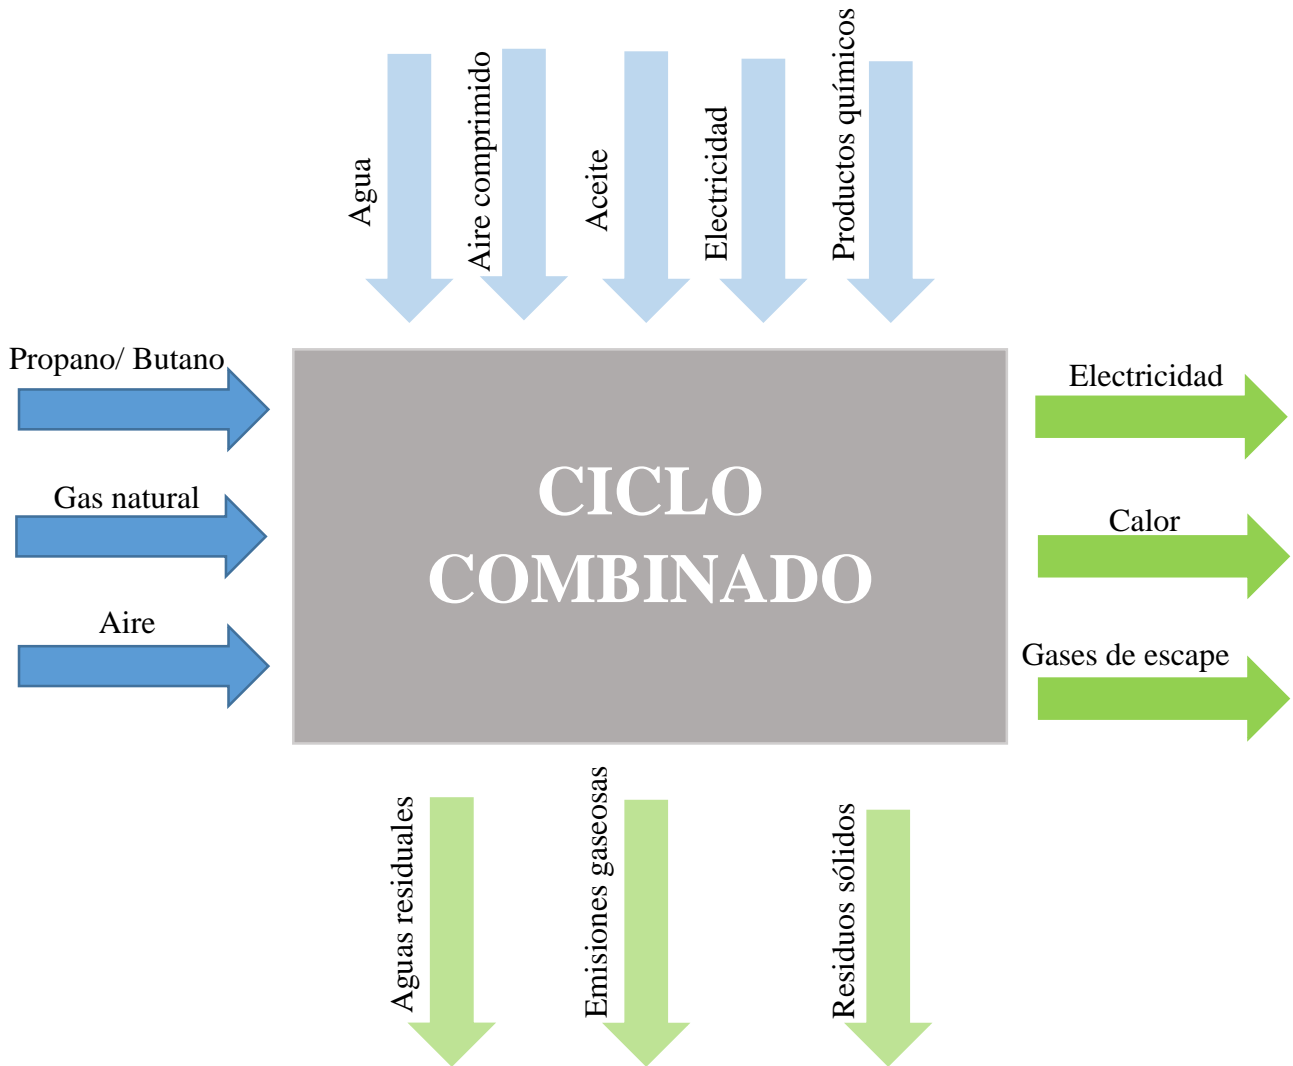 Agua
Aire comprimido
Aceite
Electricidad
Productos químicos
Propano/ Butano
Gas natural
Aire
CICLO
COMBINADO
Electricidad
Calor
Gases de escape
Aguas residuales
Emisiones gaseosas
Residuos sólidos